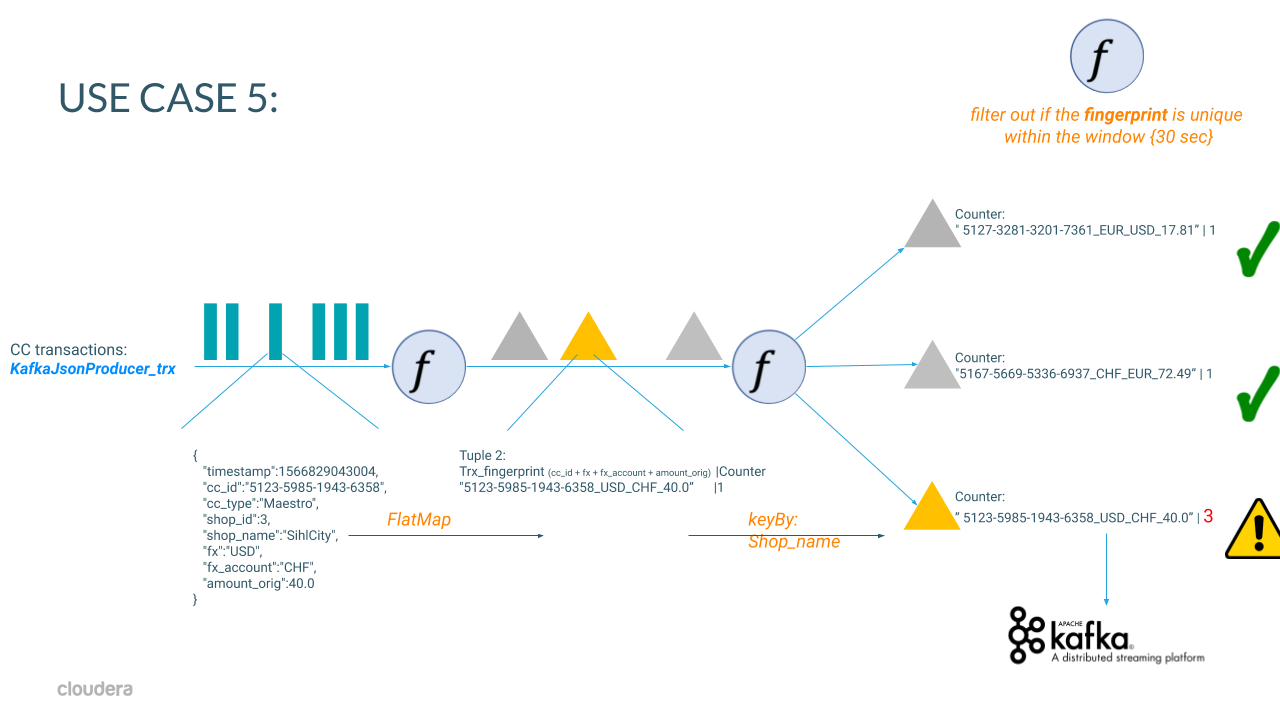 USE CASE 5:
f
filter out if the fingerprint is unique
within the window {30 sec}
Counter:
" 5127-3281-3201-7361_EUR_USD_17.81” | 1
CC transactions:
KafkaJsonProducer_trx
f
f
Counter:
"5167-5669-5336-6937_CHF_EUR_72.49” | 1
{
"timestamp":1566829043004,
"cc_id":"5123-5985-1943-6358",
"cc_type":"Maestro",
"shop_id":3,
"shop_name":"SihlCity",
"fx":"USD",
"fx_account":"CHF",
"amount_orig":40.0
}
Tuple 2:
Trx_fingerprint (cc_id + fx + fx_account + amount_orig) |Counter
"5123-5985-1943-6358_USD_CHF_40.0” |1
FlatMap
keyBy:
Shop_name
Counter:
” 5123-5985-1943-6358_USD_CHF_40.0” | 3
APACHE
kafka®
A distributed streaming platform
cloudera